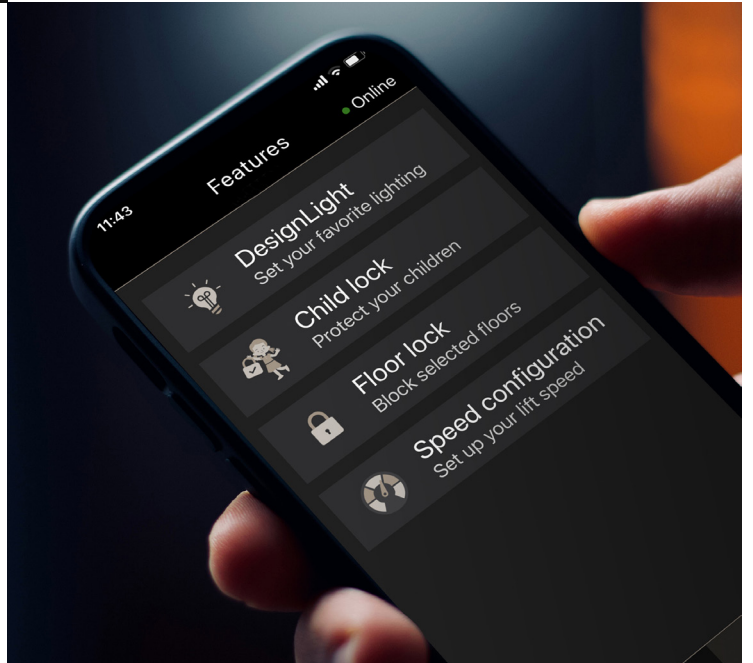 11:43
Features
Online
DesignLight
Set your favorite lighting
Child lock
Protect your children
Floor lock
Block selected floors
Speed configuration
Set up your lift speed